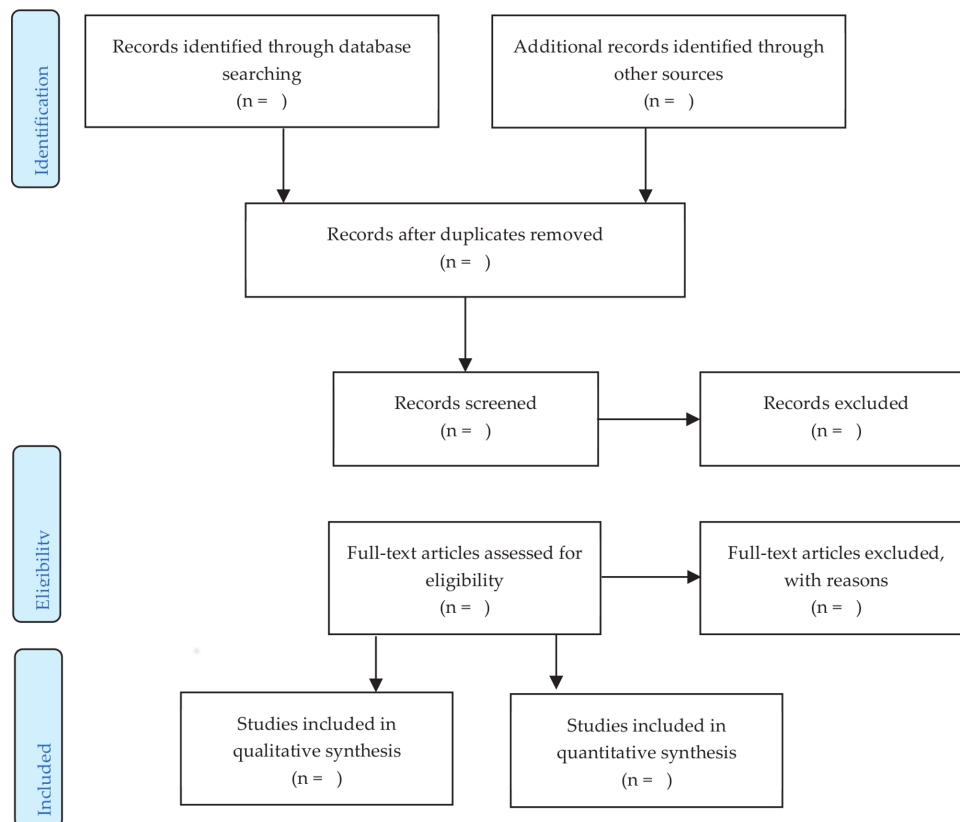 Identification
Records identified through database
searching
(n =   )
Additional records identified through
other sources
(n =   )
Records after duplicates removed
(n =   )
Records screened
(n =   )
Records excluded
(n =   )
Eligibility
Full-text articles assessed for
eligibility
(n =   )
Full-text articles excluded,
with reasons
(n =   )
Included
Studies included in
qualitative synthesis
(n =   )
Studies included in
quantitative synthesis
(n =   )